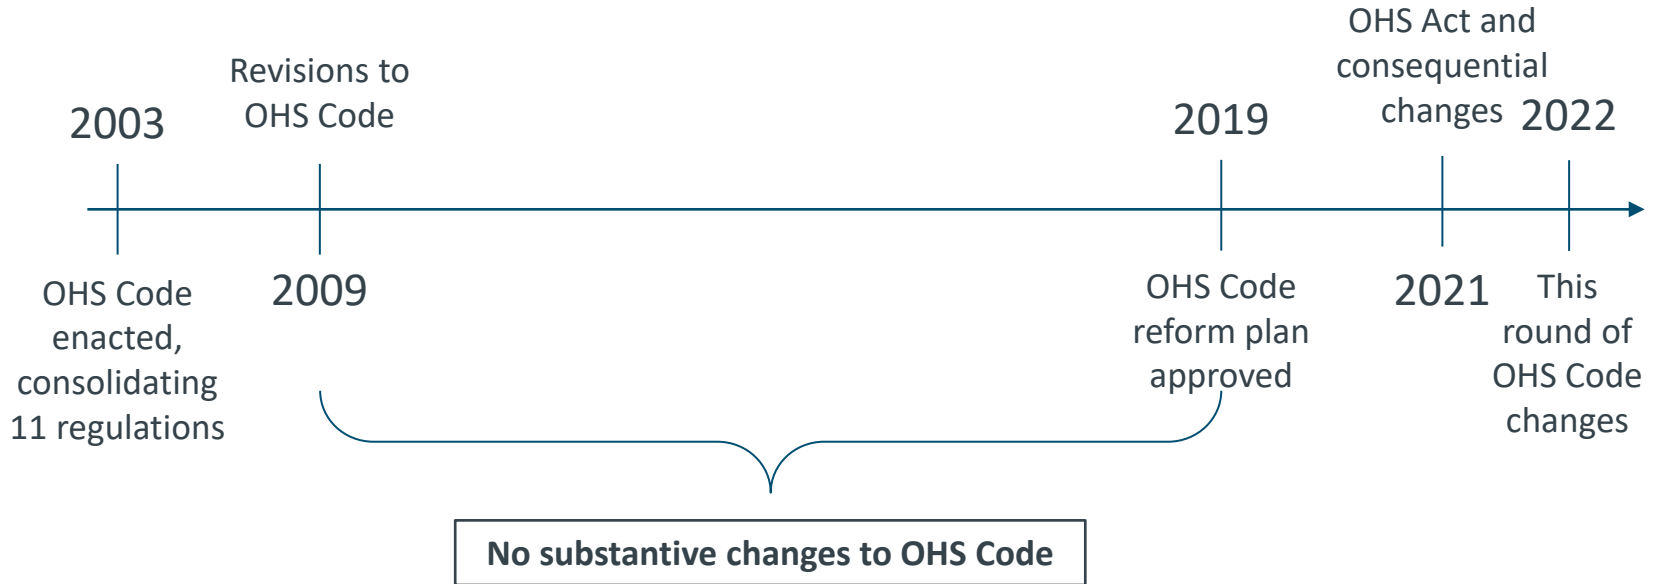 2003
OHS Code
enacted,
consolidating
11 regulations
Revisions to
OHS Code
2009
2019
OHS Code
reform plan
approved
OHS Act and
consequential
changes
2021
2022
This
round of
OHS Code
changes
No substantive changes to OHS Code